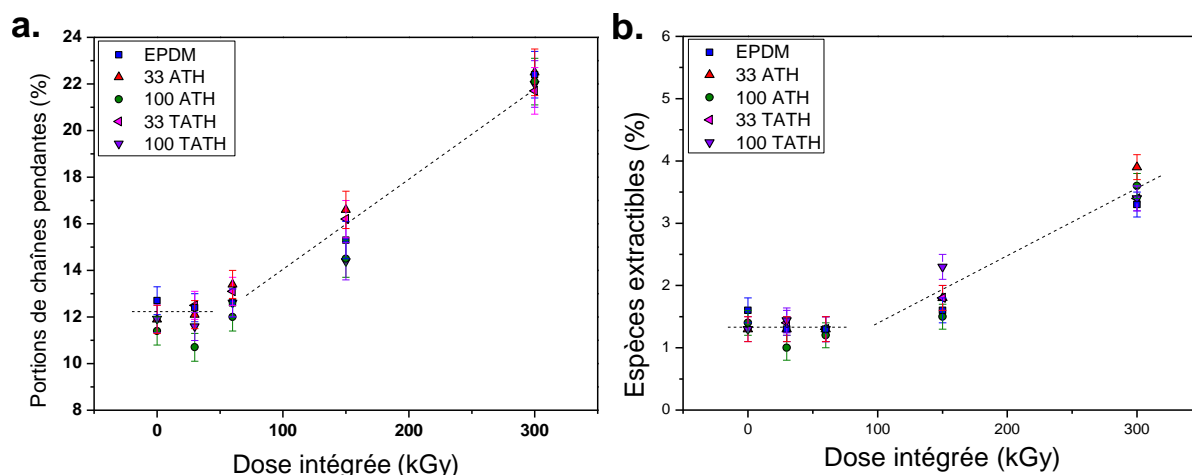 a.
Portions de chaînes pendantes (%)
24
22
20
18
16
14
12
10
8
EPDM
33 ATH
100 ATH
33 TATH
100 TATH
0
100
200
300
Dose intégrée (kGy)
b.
Espèces extractibles (%)
6
5
4
3
2
1
0
EPDM
33 ATH
100 ATH
33 TATH
100 TATH
0
100
200
300
Dose intégrée (kGy)